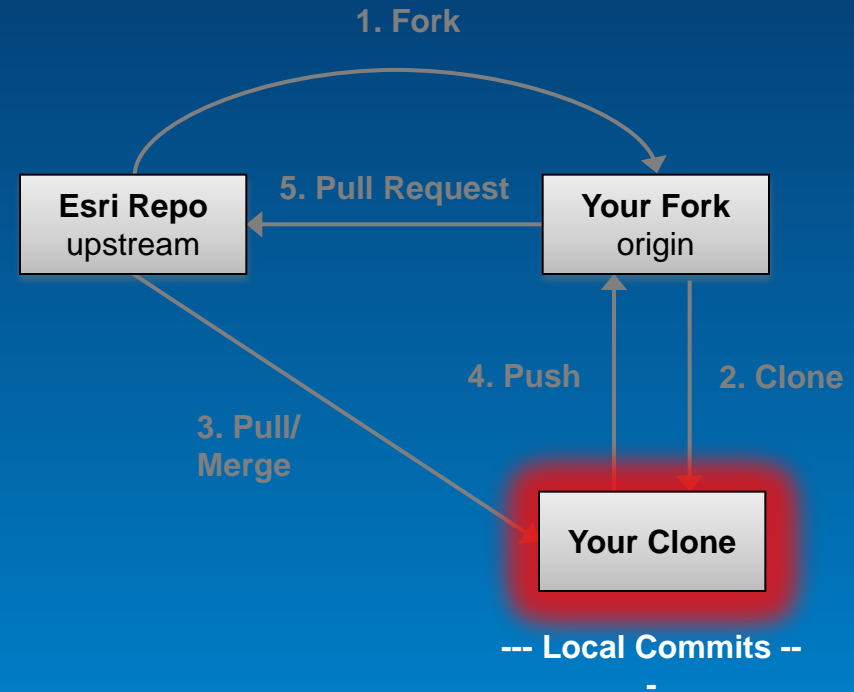 1. Fork
Esri Repo
upstream
5. Pull Request
Your Fork
origin
4. Push
2. Clone
3. Pull/
Merge
Your Clone
--- Local Commits --
-